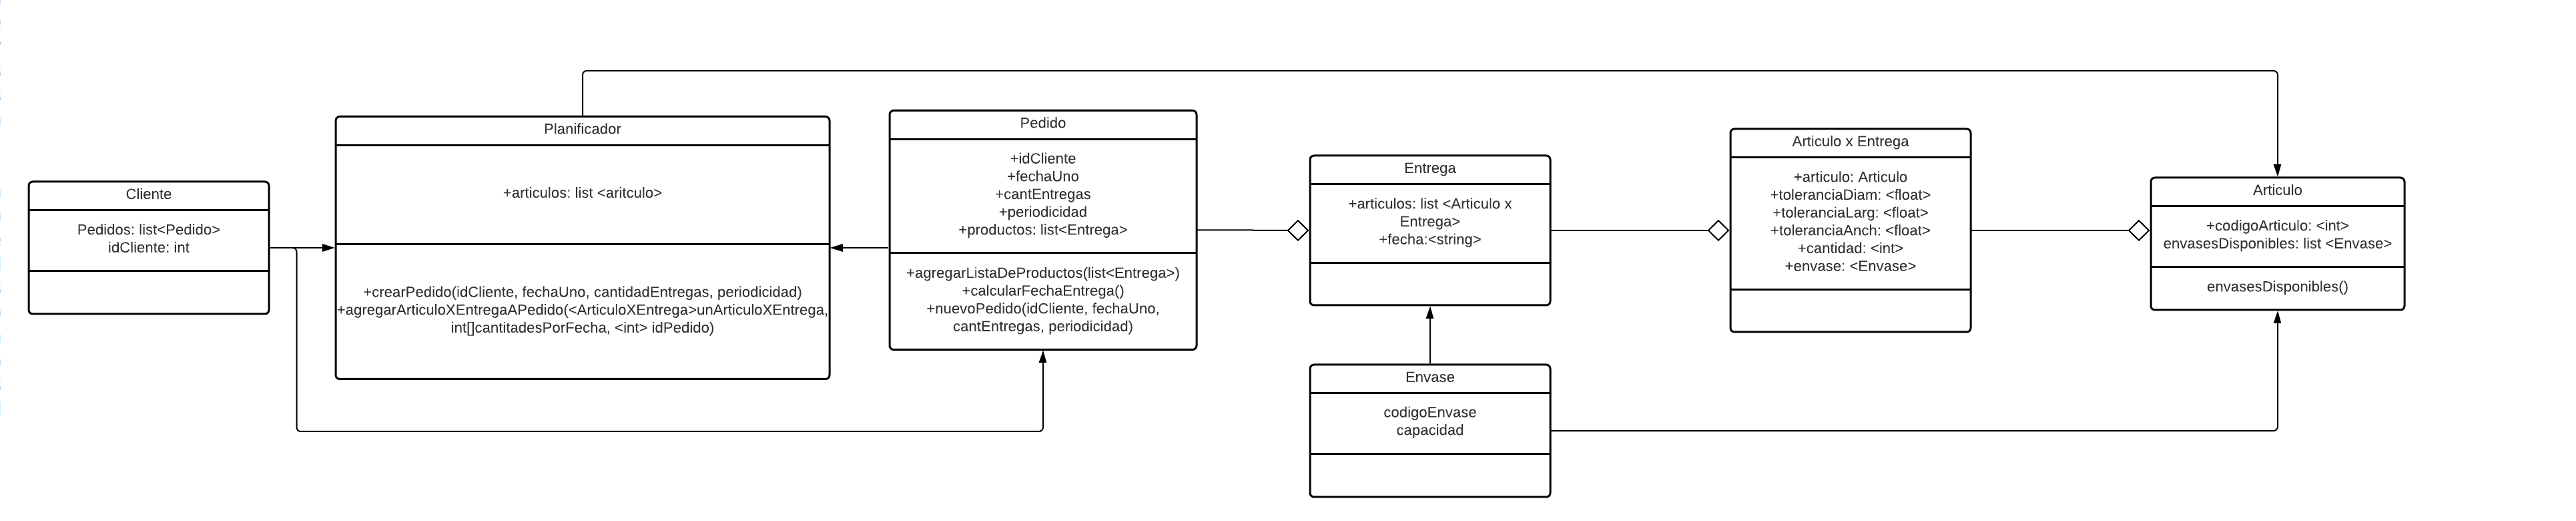 Cliente
Pedidos: list<Pedido>
idCliente: int
Planificador
+articulos: list <aritculo>
+crearPedido(idCliente, fechaUno, cantidadEntregas, periodicidad)
+agregarArticuloXEntregaAPedido(<ArticuloXEntrega>unArticuloXEntrega,
int[]cantitadesPorFecha, <int> idPedido)
Pedido
+idCliente
+fechaUno
+cantEntregas
+periodicidad
+productos: list<Entrega>
+agregarListaDeProductos(list<Entrega>)
+calcularFechaEntrega()
+nuevoPedido(idCliente, fechaUno,
cantEntregas, periodicidad)
Entrega
+articulos: list <Articulo x
Entrega>
+fecha:<string>
Envase
codigoEnvase
capacidad
Articulo x Entrega
+articulo: Articulo
+toleranciaDiam: <float>
+toleranciaLarg: <float>
+toleranciaAnch: <float>
+cantidad: <int>
+envase: <Envase>
Articulo
+codigoArticulo: <int>
envasesDisponibles: list <Envase>
envasesDisponibles()